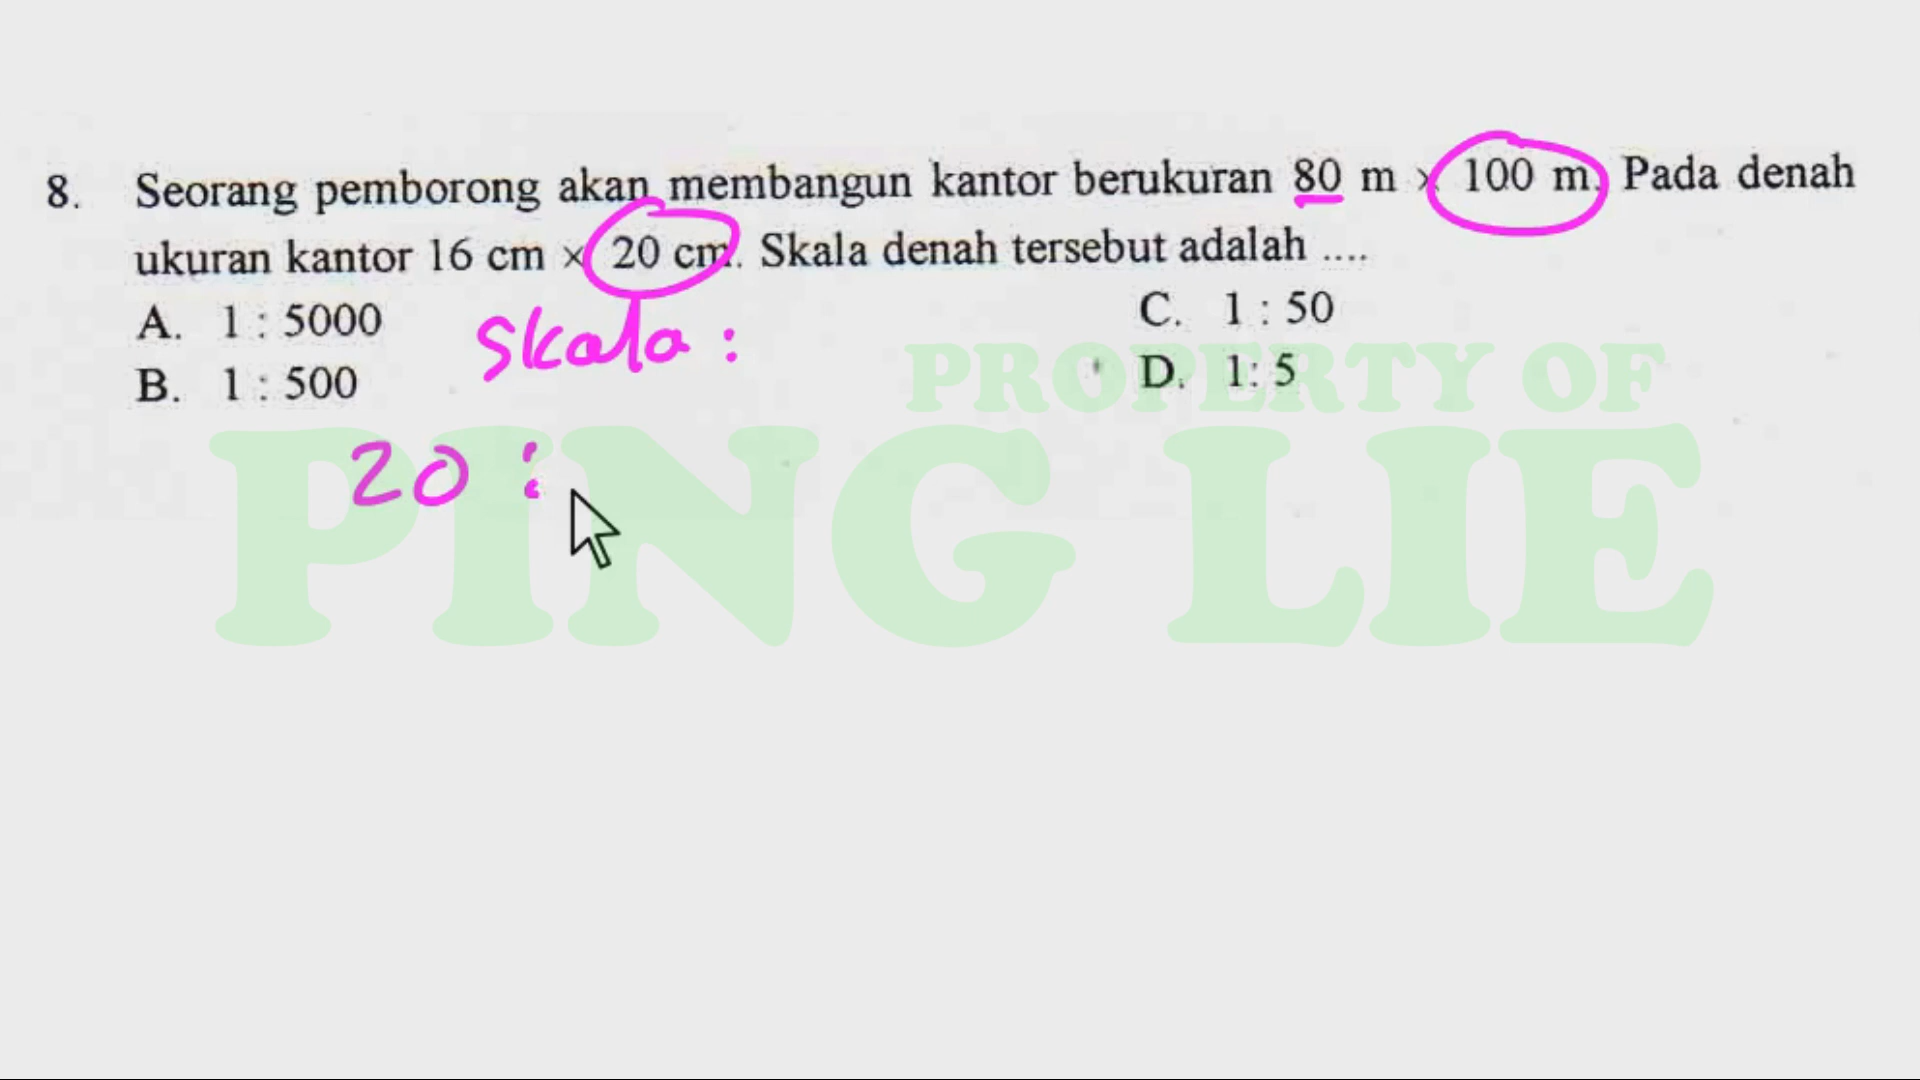 8. Seorang pemborong akan membangun kantor berukuran 80 m × 100 m. Pada denah
ukuran kantor 16 cm × 20 cm. Skala denah tersebut adalah ....
A. 1 : 5000
B. 1 : 500
C. 1 : 50
D. 1: 5
Skala :
20 :
PROPERTY OF
PING LIE